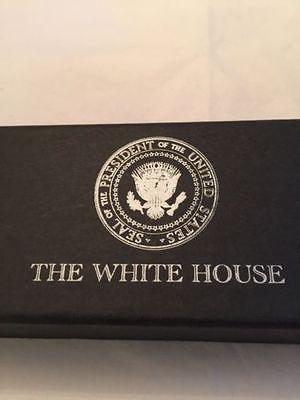 SEAL OF THE PRESIDENT OF THE UNITED STATES
THE WHITE HOUSE